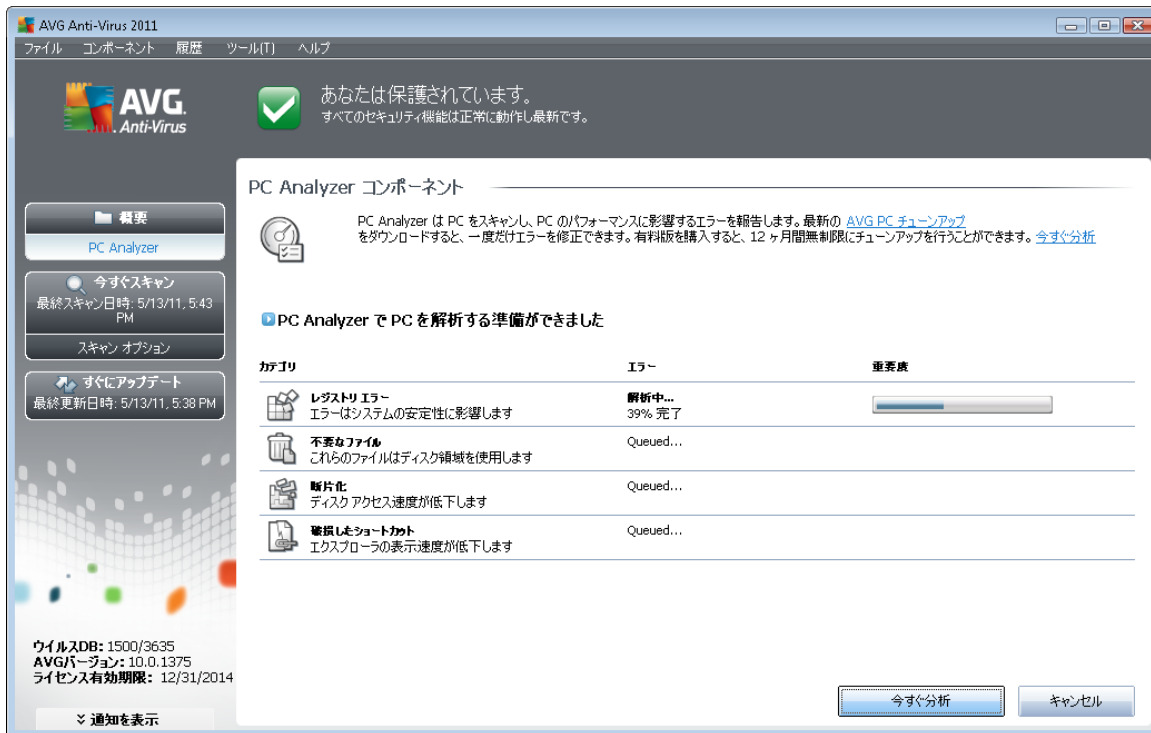 AVG Anti-Virus 2011
ファイル コンポーネント 履歴 ツール(T) ヘルプ
AVG.
Anti-Virus
あなたは保護されています。
すべてのセキュリティ機能は正常に動作し最新です。
概要
PC Analyzer
今すぐスキャン
最終スキャン日時: 5/13/11, 5:43
PM
スキャン オプション
すぐにアップデート
最終更新日時: 5/13/11, 5:38 PM
ウイルスDB: 1500/3635
AVGバージョン: 10.0.1375
ライセンス有効期限: 12/31/2014
通知を表示
PC Analyzer コンポーネント
PC Analyzer は PC をスキャンし、PC のパフォーマンスに影響するエラーを報告します。最新の AVG PC チューンアップ
をダウンロードすると、一度だけエラーを修正できます。有料版を購入すると、12 ヶ月間無制限にチューンアップを行うことができます。今すぐ分析
PC Analyzer で PC を解析する準備ができました
カテゴリ エラー 重要度
レジストリ エラー 解析中...
エラーはシステムの安定性に影響します 39% 完了
不要なファイル Queued...
これらのファイルはディスク領域を使用します
断片化 Queued...
ディスク アクセス速度が低下します
破損したショートカット Queued...
エクスプローラの表示速度が低下します
今すぐ分析 キャンセル